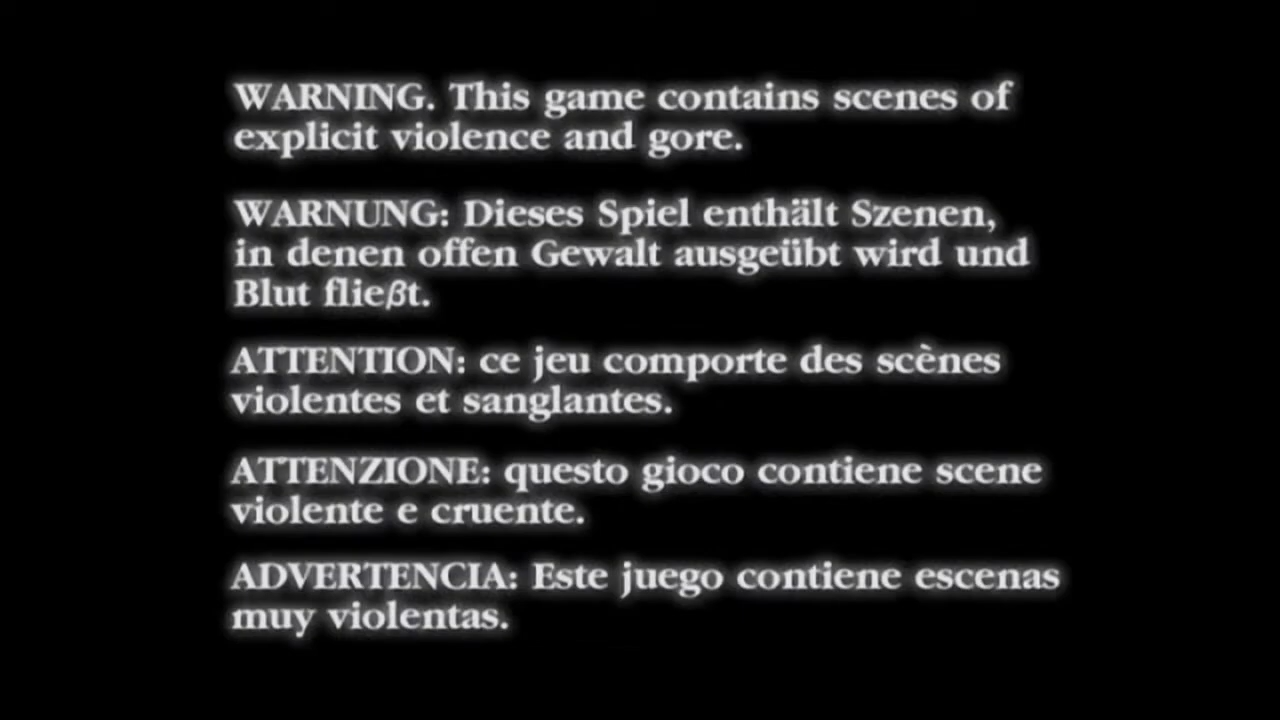 WARNING. This game contains scenes of
explicit violence and gore.
WARNUNG: Dieses Spiel enthält Szenen,
in denen offen Gewalt ausgeübt wird und
Blut fließt.
ATTENTION: ce jeu comporte des scènes
violentes et sanglantes.
ATTENZIONE: questo gioco contiene scene
violente e cruente.
ADVERTENCIA: Este juego contiene escenas
muy violentas.